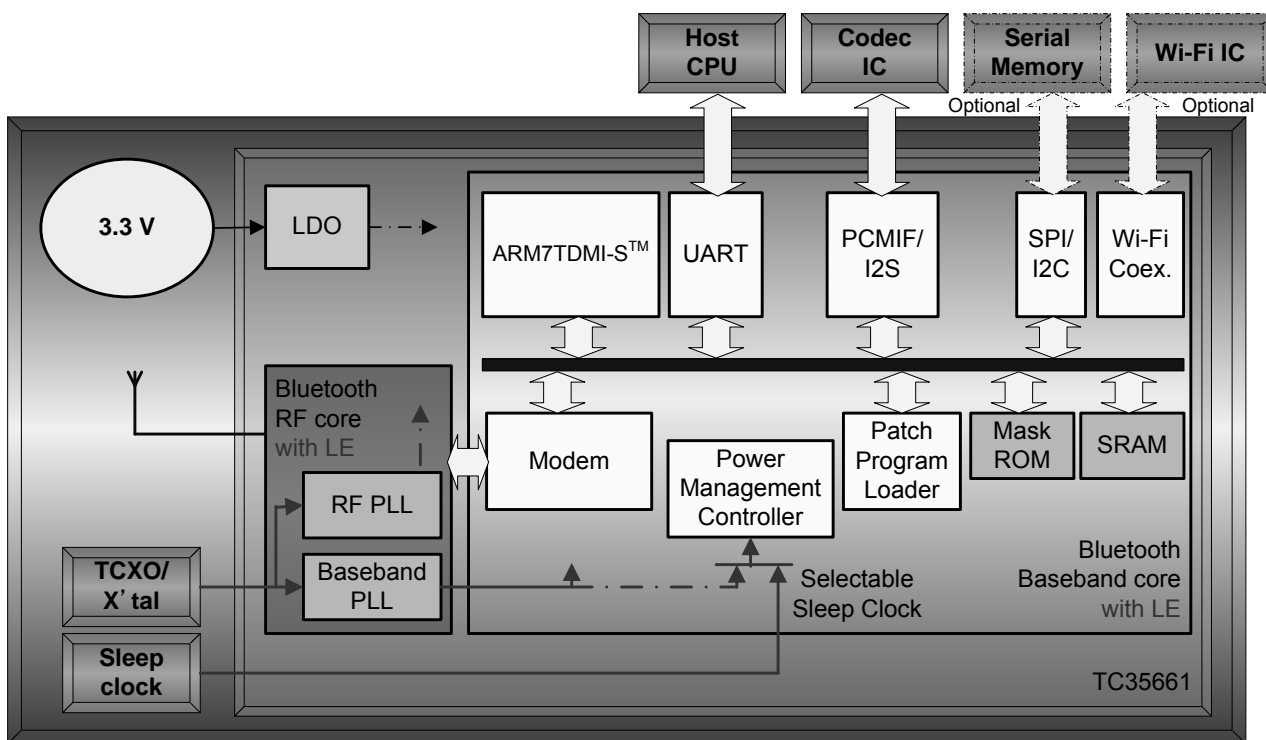 Host
CPU
Codec
IC
Serial
Memory
Wi-Fi IC
Optional
Optional
3.3 V
LDO
ARM7TDMI-S™
UART
PCMIF/
I2S
SPI/
I2C
Wi-Fi
Coex.
Bluetooth
RF core
with LE
Modem
Power
Management
Controller
Patch
Program
Loader
Mask
ROM
SRAM
RF PLL
Baseband
PLL
TCXO/
X' tal
Sleep
clock
Selectable
Sleep Clock
Bluetooth
Baseband core
with LE
TC35661